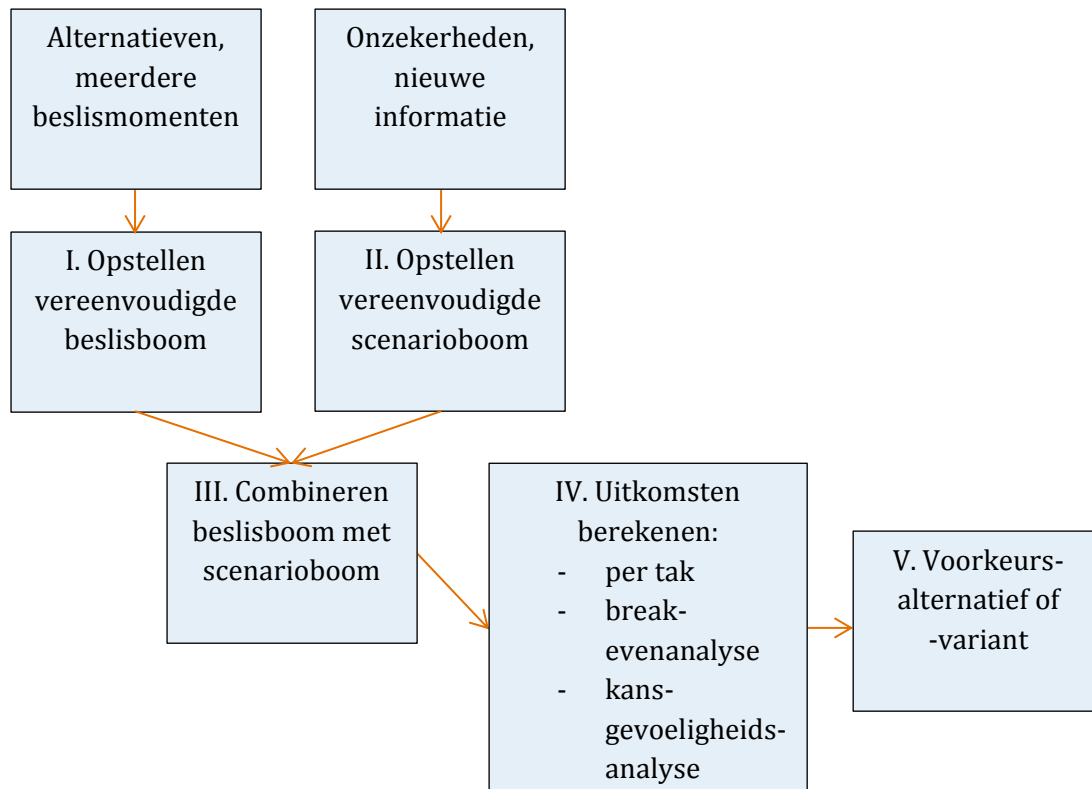 Alternatieven,
meerdere
beslismomenten
Onzekerheden,
nieuwe
informatie
I. Opstellen
vereenvoudigde
beslisboom
II. Opstellen
vereenvoudigde
scenarioboom
III. Combineren
beslisboom met
scenarioboom
IV. Uitkomsten
berekenen:
- per tak
- break-
evenanalyse
- kans-
gevoeligheids-
analyse
V. Voorkeurs-
alternatief of
-variant